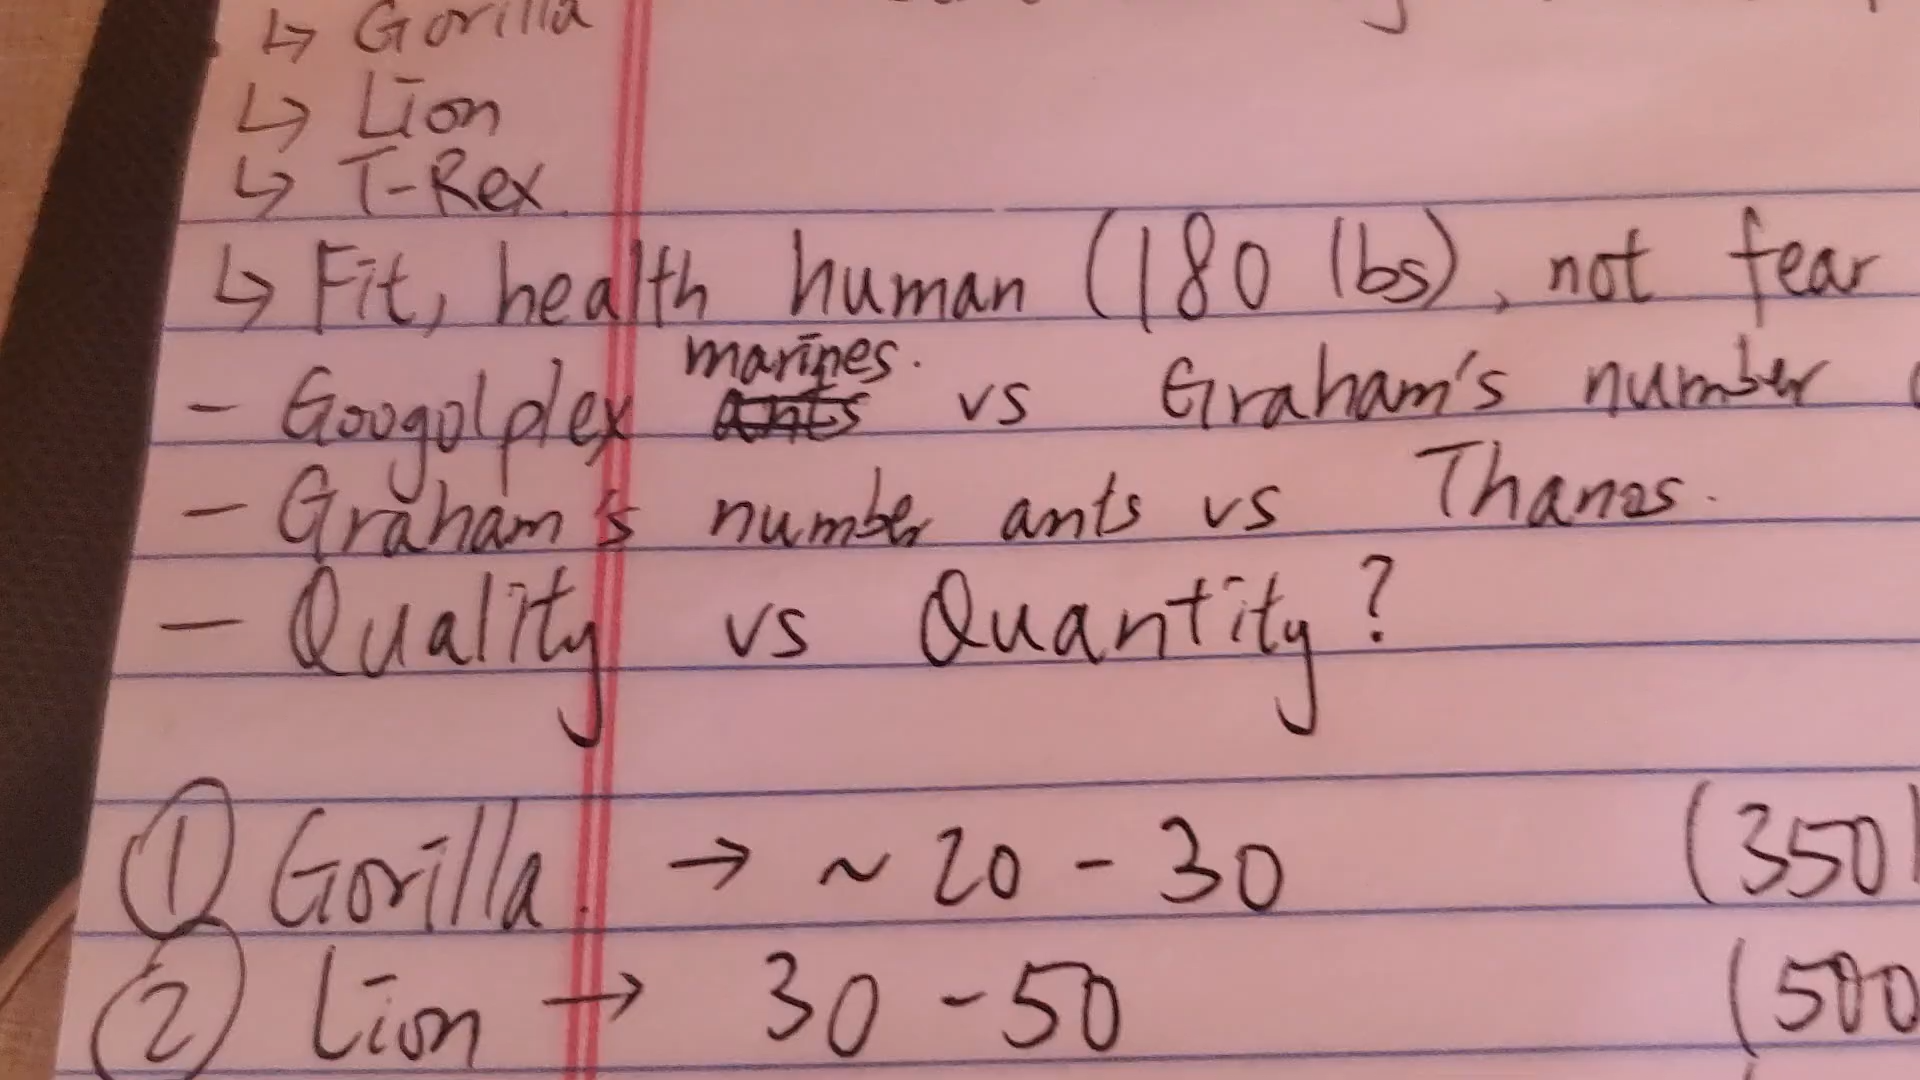 ↳ Gorilla
↳ Lion
↳ T-Rex
↳ Fit, health human (180 lbs), not fear
marines.
- Googolplex ants vs Graham's number
- Graham's number ants vs Thanos.
- Quality vs Quantity?
① Gorilla. → ~ 20 - 30 (350
② Lion → 30 - 50 (500